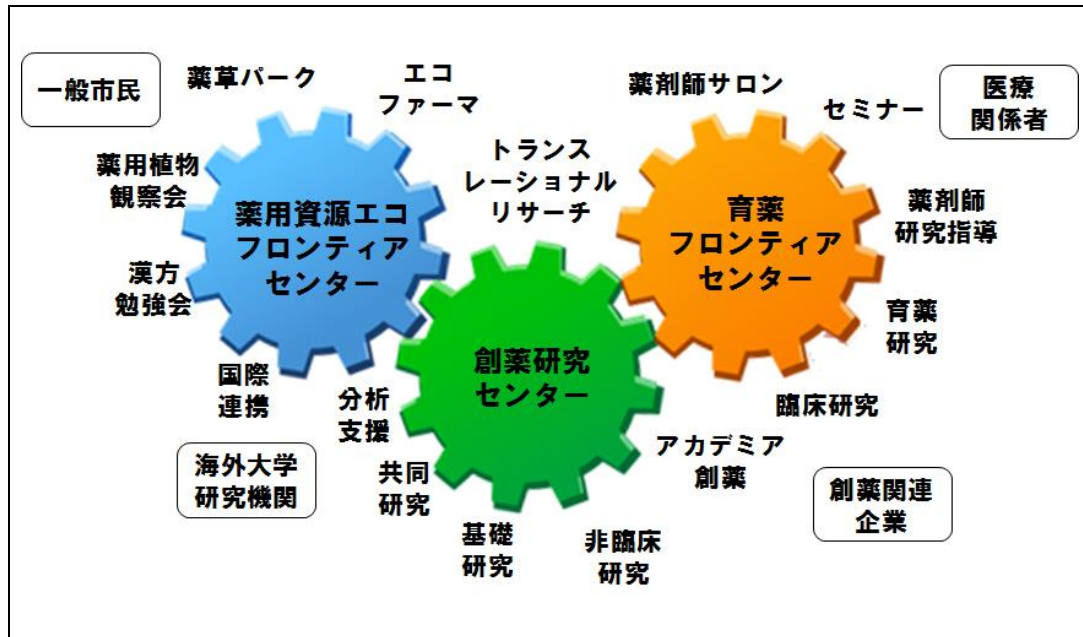 一般市民
薬草パーク
エコ
ファーマ
薬剤師サロン
セミナー
医療
関係者
薬用植物
観察会
トランス
レーショナル
リサーチ
薬用資源エコ
フロンティア
センター
育薬
フロンティア
センター
薬剤師
研究指導
漢方
勉強会
育薬
研究
創薬研究
センター
国際
連携
分析
支援
臨床研究
海外大学
研究機関
共同
研究
アカデミア
創薬
創薬関連
企業
基礎
研究
非臨床
研究